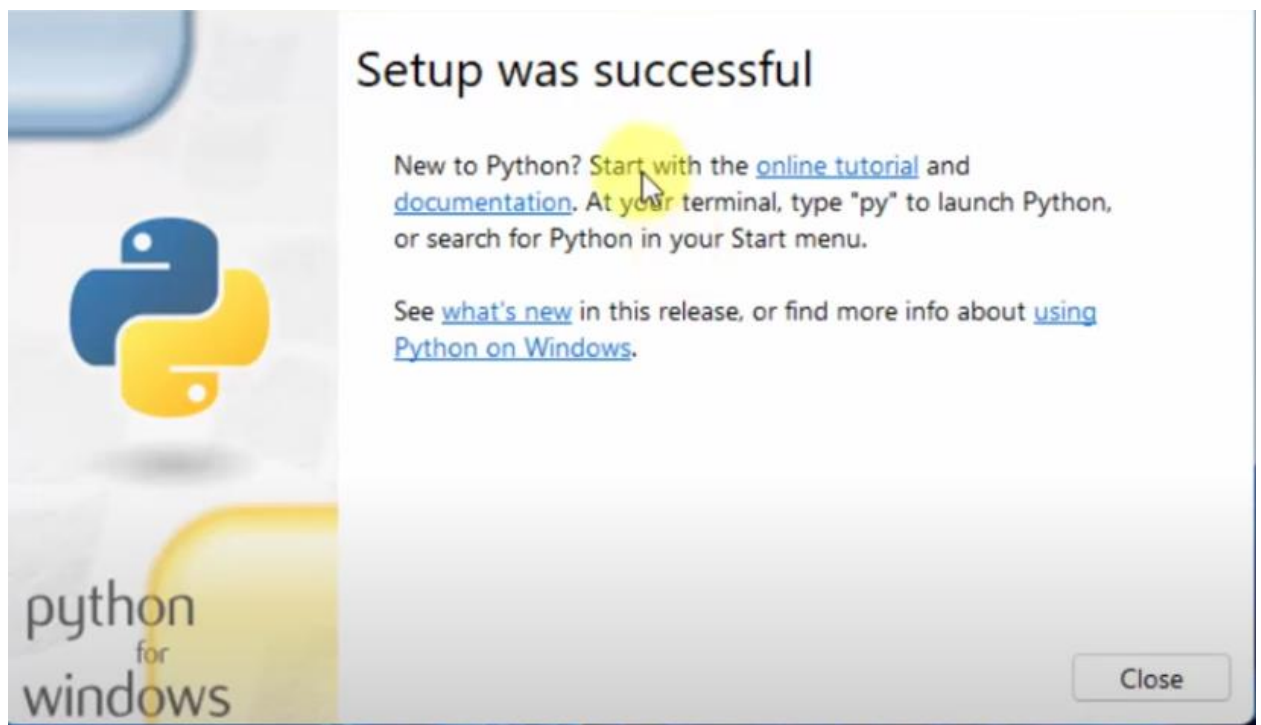 Setup was successful
New to Python? Start with the online tutorial and
documentation. At your terminal, type "py" to launch Python,
or search for Python in your Start menu.
See what's new in this release, or find more info about using
Python on Windows.
python
for
windows
Close